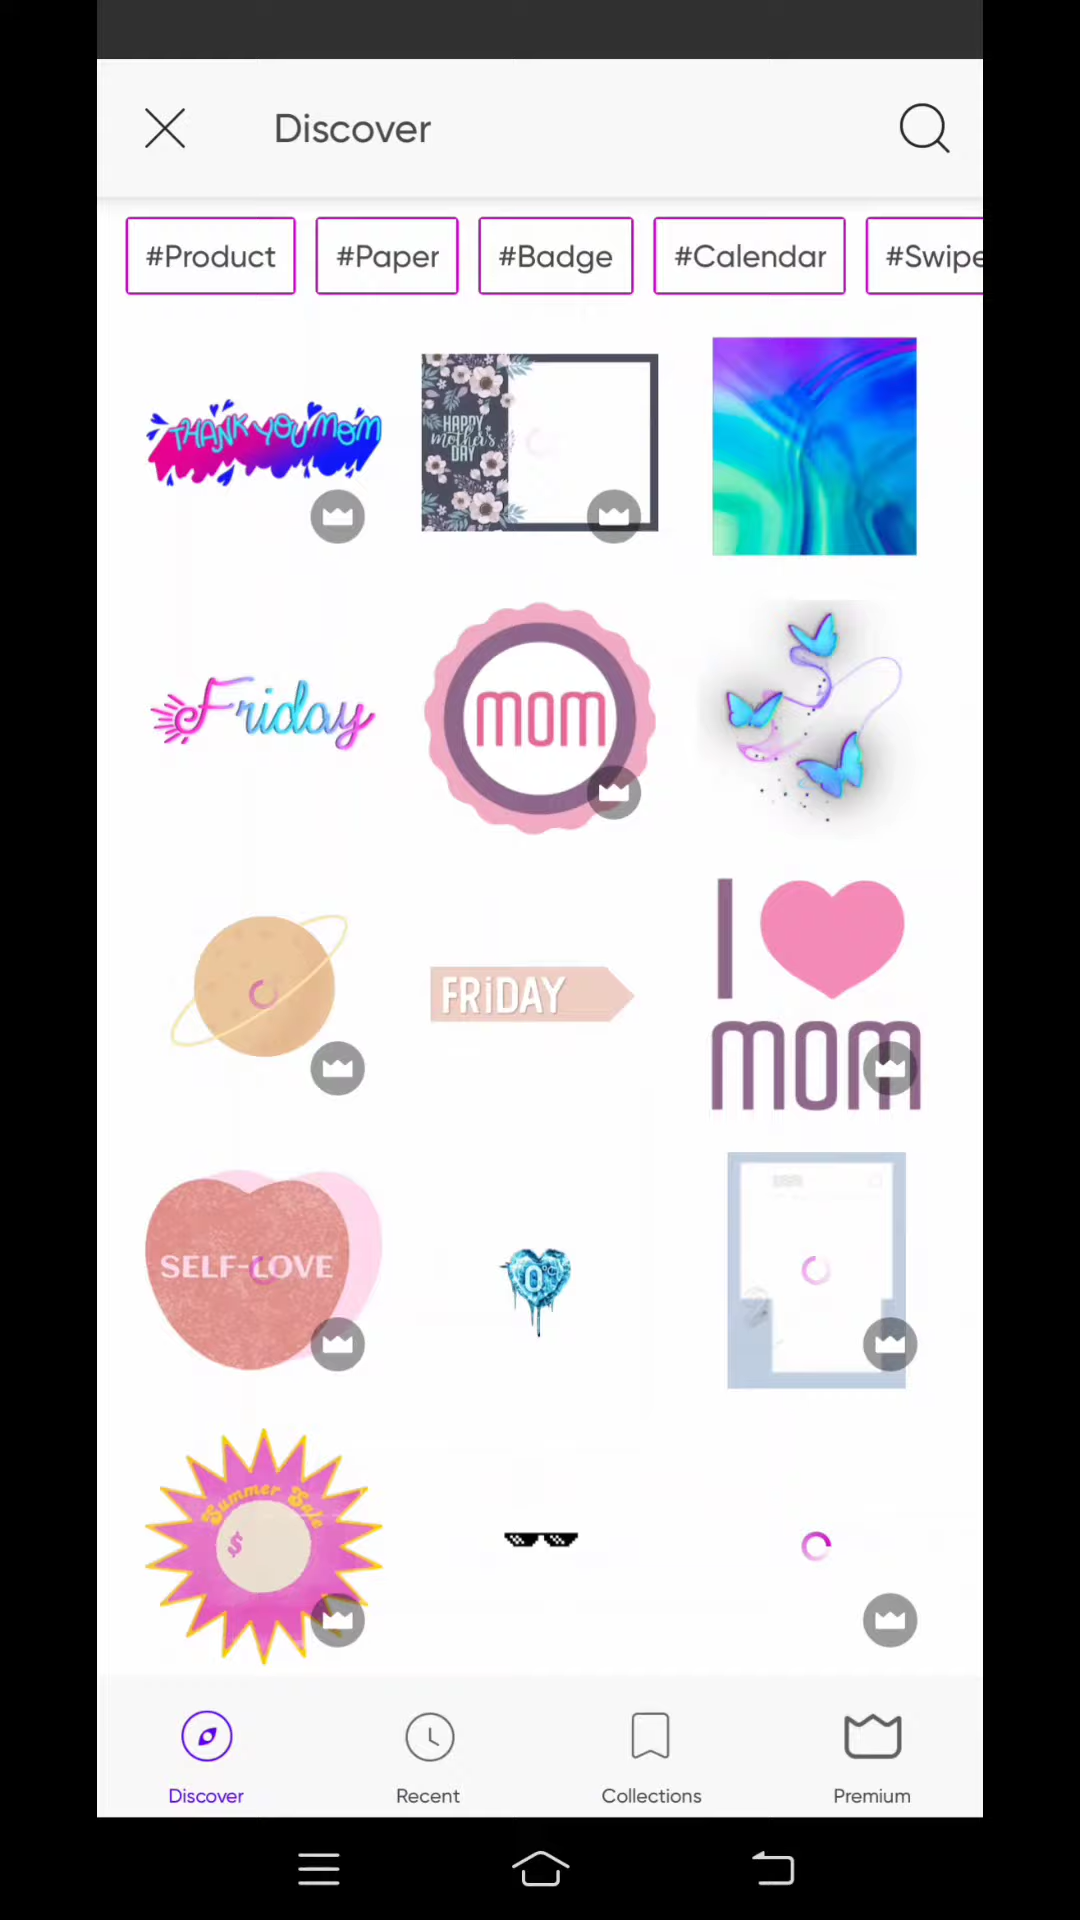 Discover
#Product #Paper #Badge #Calendar #Swipe
THANK YOU MOM
HAPPY
mother's
DAY
Friday
mom
FRiDAY
I
mom
SELF-LOVE
0°C
Summer Sale
$
Discover Recent Collections Premium